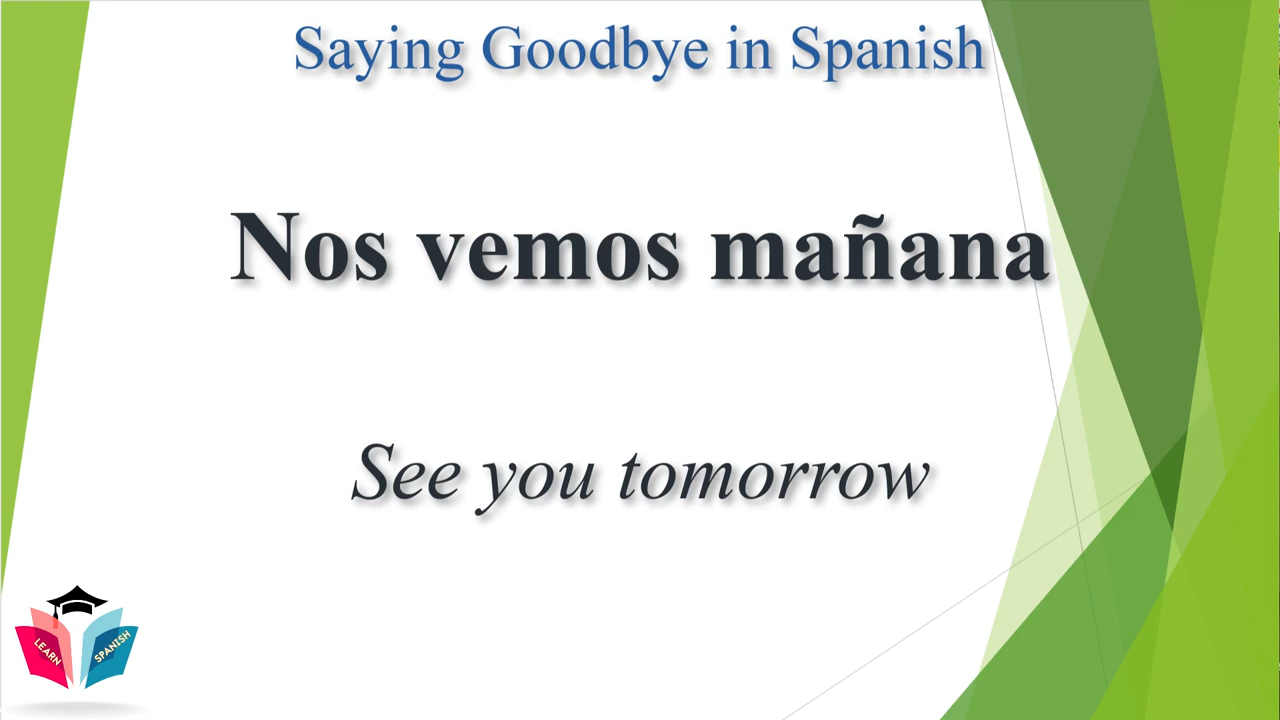 Saying Goodbye in Spanish
Nos vemos mañana
See you tomorrow
LEARN
SPANISH